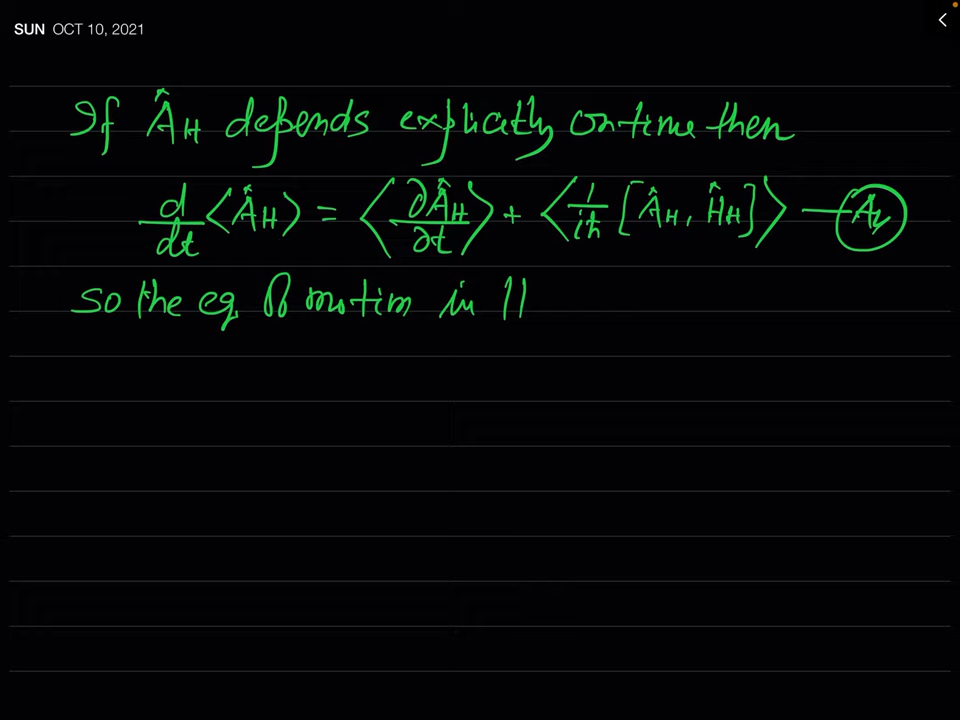 SUN OCT 10, 2021
If Â_H depends explicitly on time then
d/dt ⟨Â_H⟩ = ⟨∂Â_H/∂t⟩ + ⟨1/iħ [Â_H, Ĥ_H]⟩ —
so the eq of motion in